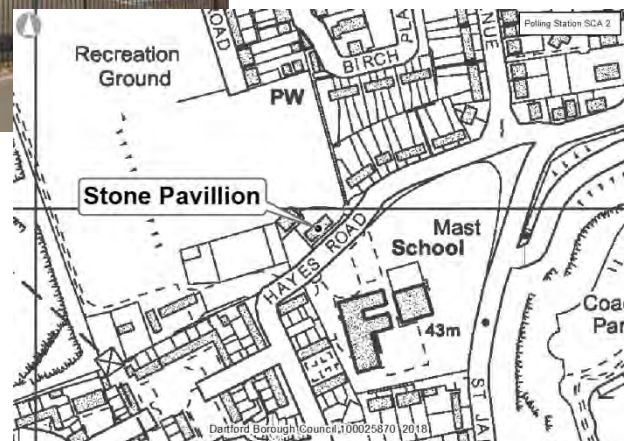 Polling Station SCA 2
ROAD
Recreation
Ground
BIRCH
PLA
NUE
PW
Stone Pavillion
HAYES ROAD
Mast
School
43m
Coac
Par
ST JA
Dartford Borough Council 100025870 2018